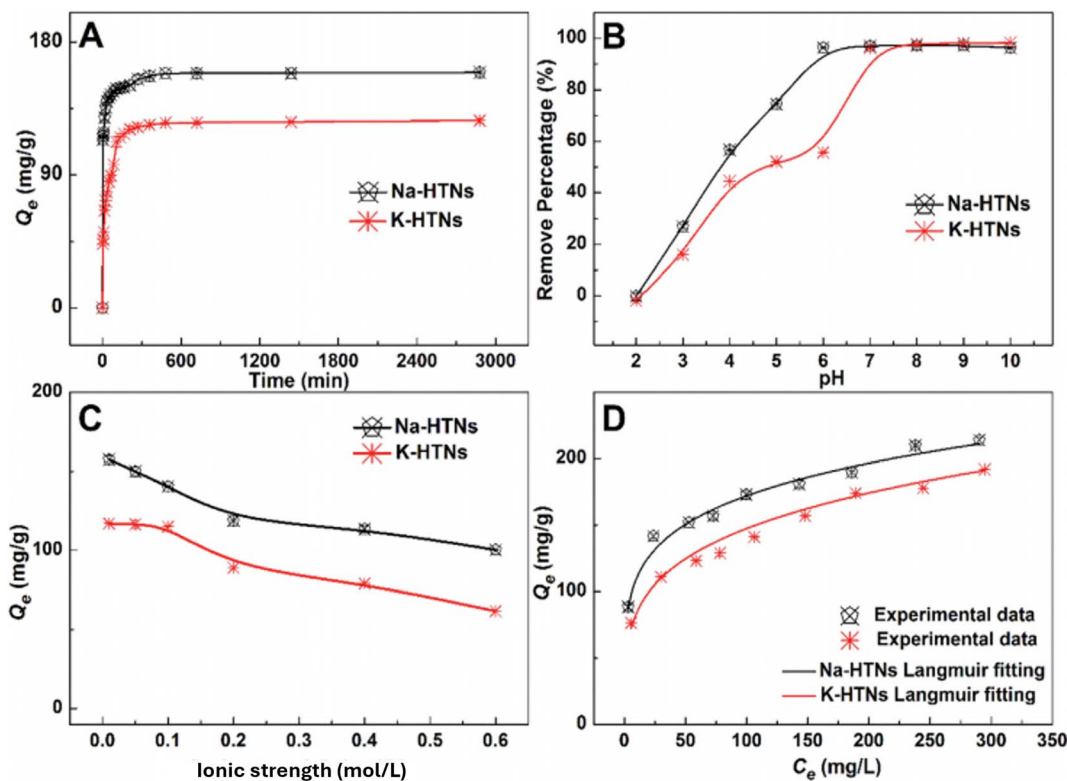 A
180
90
0
Qe (mg/g)
Na-HTNs
K-HTNs
0 600 1200 1800 2400 3000
Time (min)
B
100
80
60
40
20
0
Remove Percentage (%)
Na-HTNs
K-HTNs
2 3 4 5 6 7 8 9 10
pH
C
200
100
0
Qe (mg/g)
Na-HTNs
K-HTNs
0.0 0.1 0.2 0.3 0.4 0.5 0.6
Ionic strength (mol/L)
D
200
100
0
Qe (mg/g)
Experimental data
Experimental data
Na-HTNs Langmuir fitting
K-HTNs Langmuir fitting
0 50 100 150 200 250 300 350
Ce (mg/L)